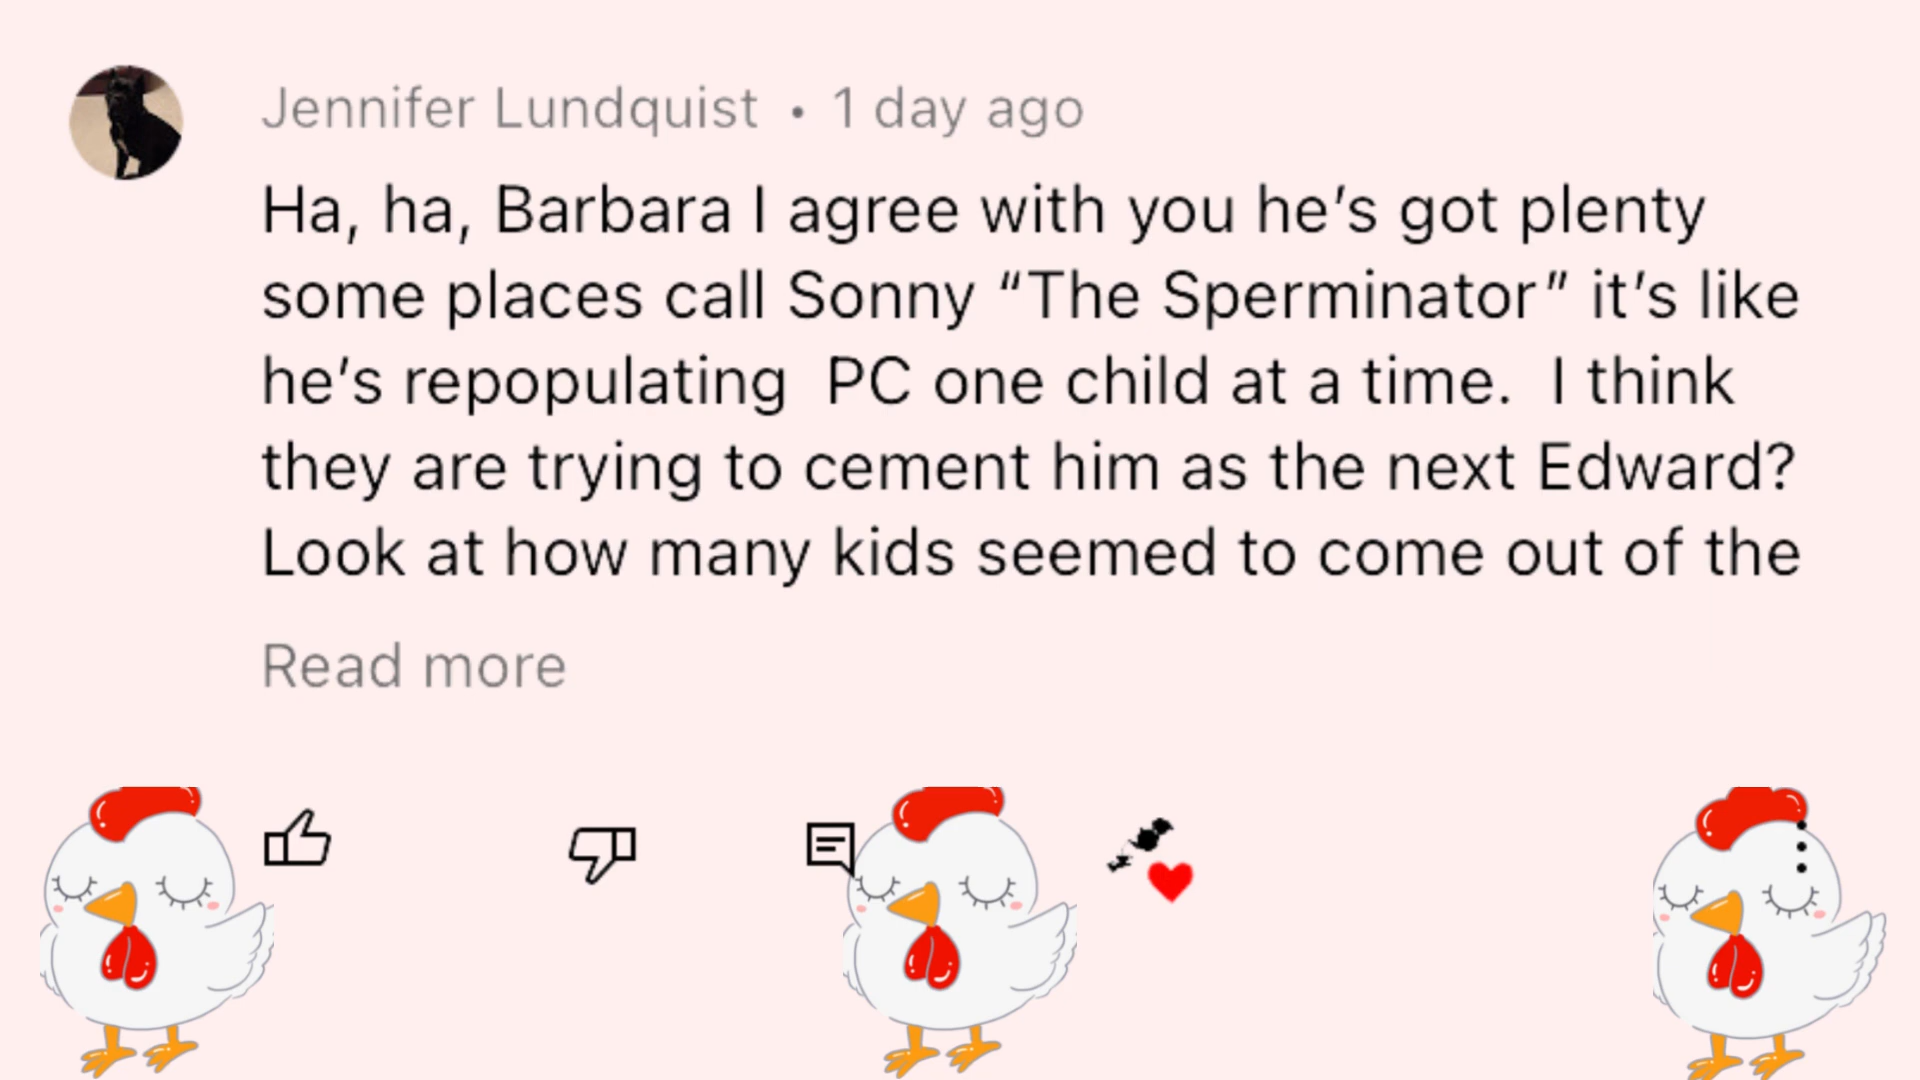 Jennifer Lundquist • 1 day ago
Ha, ha, Barbara I agree with you he’s got plenty
some places call Sonny “The Sperminator” it’s like
he’s repopulating  PC one child at a time.  I think
they are trying to cement him as the next Edward?
Look at how many kids seemed to come out of the
Read more